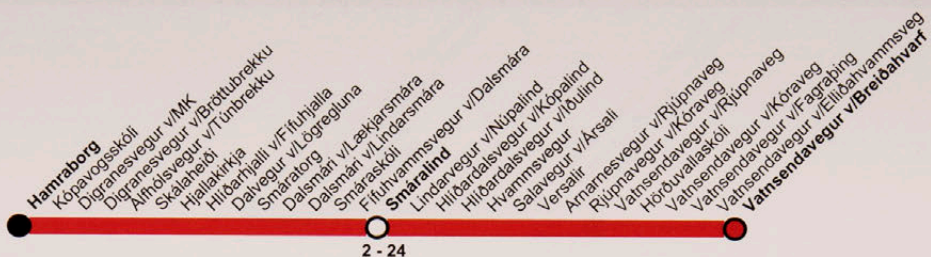 Hamraborg
Kópavogsskóli
Digranesvegur v/MK
Digranesvegur v/Bröttubrekku
Álfhólsvegur v/Túnbrekku
Skálaheiði
Hjallakirkja
Hlíðarhjalli v/Fífuhjalla
Dalvegur v/Lögregluna
Smáratorg
Dalsmári v/Lækjarsmára
Dalsmári v/Lindarsmára
Smáraskóli
Fífuhvammsvegur v/Dalsmára
Smáralind
Lindarvegur v/Núpalind
Hlíðardalsvegur v/Kópalind
Hlíðardalsvegur v/Iðulind
Hvammsvegur
Salavegur v/Ársali
Versalir
Arnarnesvegur v/Rjúpnaveg
Rjúpnavegur v/Kóraveg
Vatnsendavegur v/Rjúpnaveg
Hörðuvallaskóli
Vatnsendavegur v/Kóraveg
Vatnsendavegur v/Fagraþing
Vatnsendavegur v/Elliðahvammsveg
Vatnsendavegur v/Breiðahvarf
2 - 24